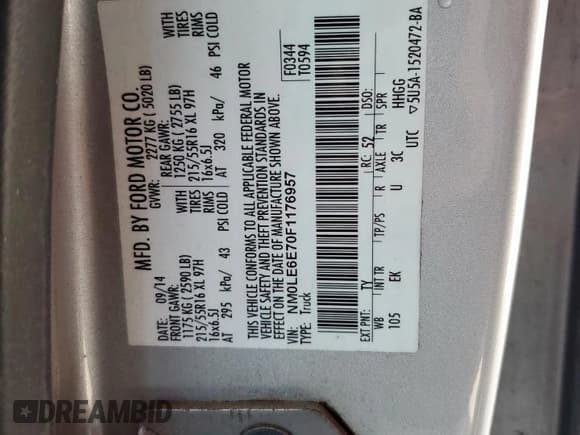 MFD. BY FORD MOTOR CO.
DATE: 09/14 GVWR: 2277 KG ( 5020 LB)
FRONT GAWR: REAR GAWR:
1175 KG ( 2590 LB) 1250 KG ( 2755 LB) WITH
215/55R16 XL 97H TIRES 215/55R16 XL 97H TIRES
16x6.5J RIMS 16x6.5J RIMS
AT 295 kPa/ 43 PSI COLD AT 320 kPa/ 46 PSI COLD
THIS VEHICLE CONFORMS TO ALL APPLICABLE FEDERAL MOTOR
VEHICLE SAFETY AND THEFT PREVENTION STANDARDS IN
EFFECT ON THE DATE OF MANUFACTURE SHOWN ABOVE.
VIN: NM0LE6E70F1176957 F0344
TYPE: Truck T0594
EXT PNT: TY RC: 52 DSO:
WB INT TR TP/PS R AXLE TR SPR HHGG
105 EK U 3C UTC ▽5U5A-1520472-BA
DREAMBID